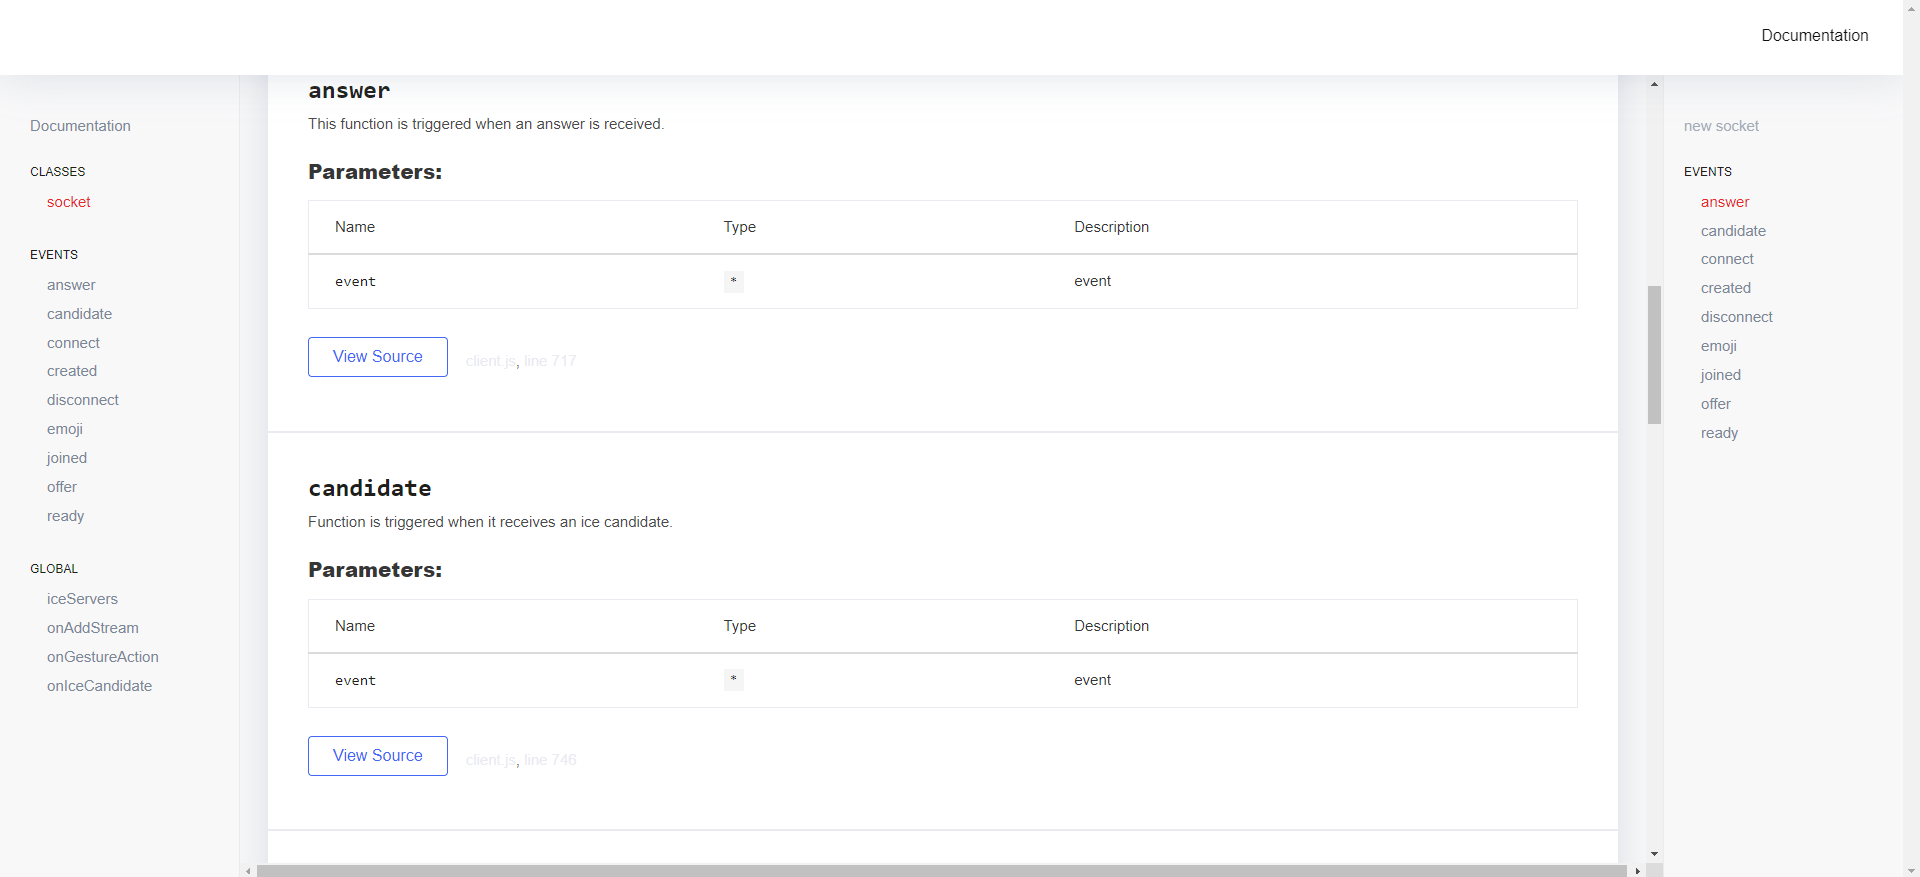 Documentation
Documentation
CLASSES
socket
EVENTS
answer
candidate
connect
created
disconnect
emoji
joined
offer
ready
GLOBAL
iceServers
onAddStream
onGestureAction
onIceCandidate
answer
This function is triggered when an answer is received.
Parameters:
Name Type Description
event * event
View Source client.js, line 717
candidate
Function is triggered when it receives an ice candidate.
Parameters:
Name Type Description
event * event
View Source client.js, line 746
new socket
EVENTS
answer
candidate
connect
created
disconnect
emoji
joined
offer
ready